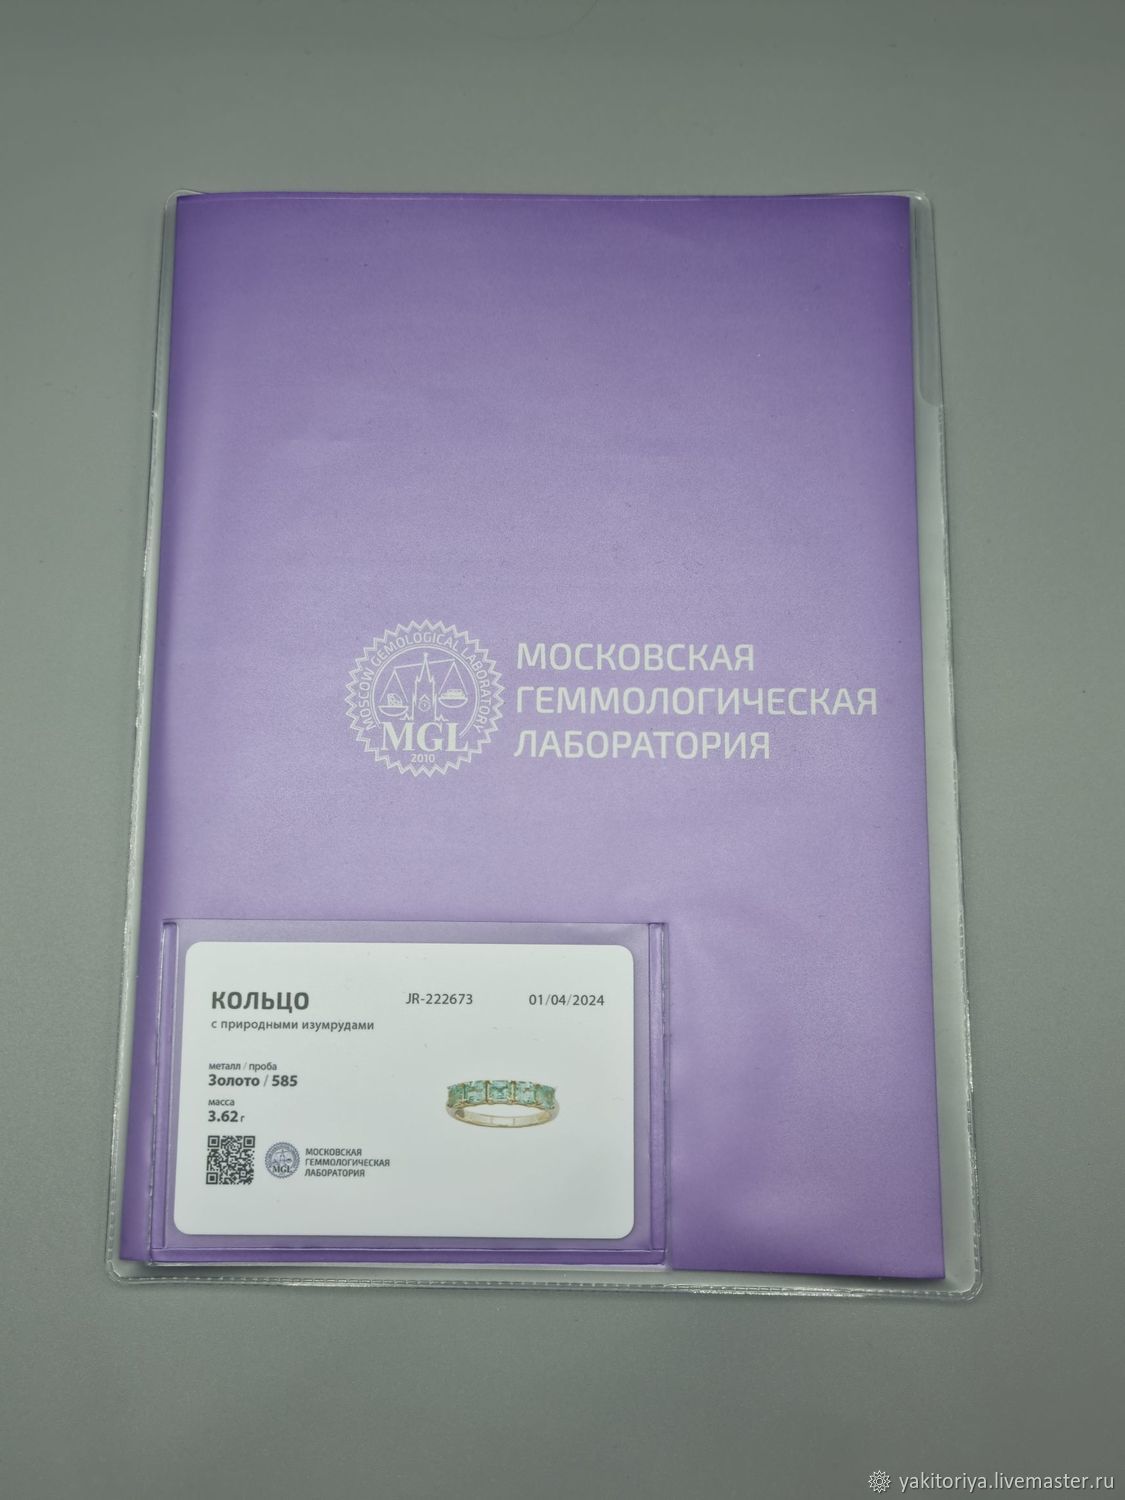 MOSCOW GEMOLOGICAL LABORATORY
MGL
2010
МОСКОВСКАЯ
ГЕММОЛОГИЧЕСКАЯ
ЛАБОРАТОРИЯ
КОЛЬЦО JR-222673 01/04/2024
с природными изумрудами
металл / проба
Золото / 585
масса
3.62 г
MGL
МОСКОВСКАЯ
ГЕММОЛОГИЧЕСКАЯ
ЛАБОРАТОРИЯ
yakitoriya.livemaster.ru